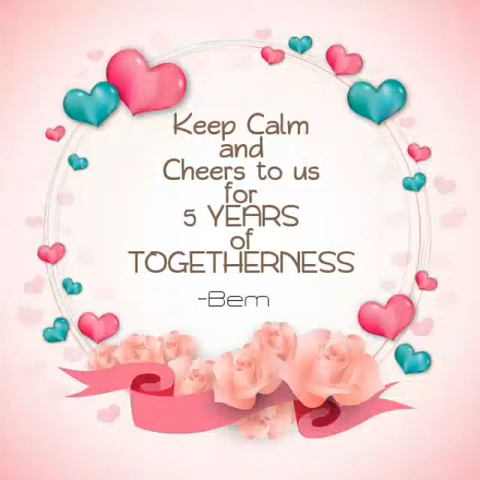 Keep Calm
and
Cheers to us
for
5 YEARS
of
TOGETHERNESS
-Bem